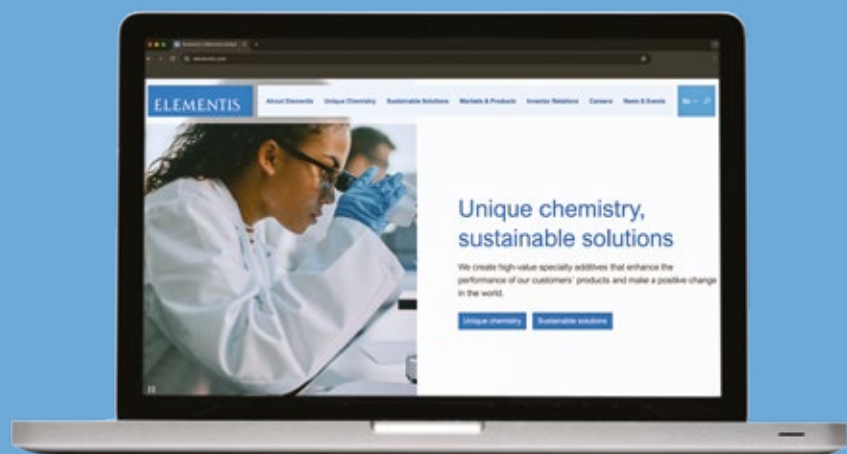 elementis.com
ELEMENTIS
About Elementis Unique Chemistry Sustainable Solutions Markets & Products Investor Relations Careers News & Events
Unique chemistry,
sustainable solutions
We create high-value specialty additives that enhance the
performance of our customers' products and make a positive change
in the world.
Unique chemistry Sustainable solutions